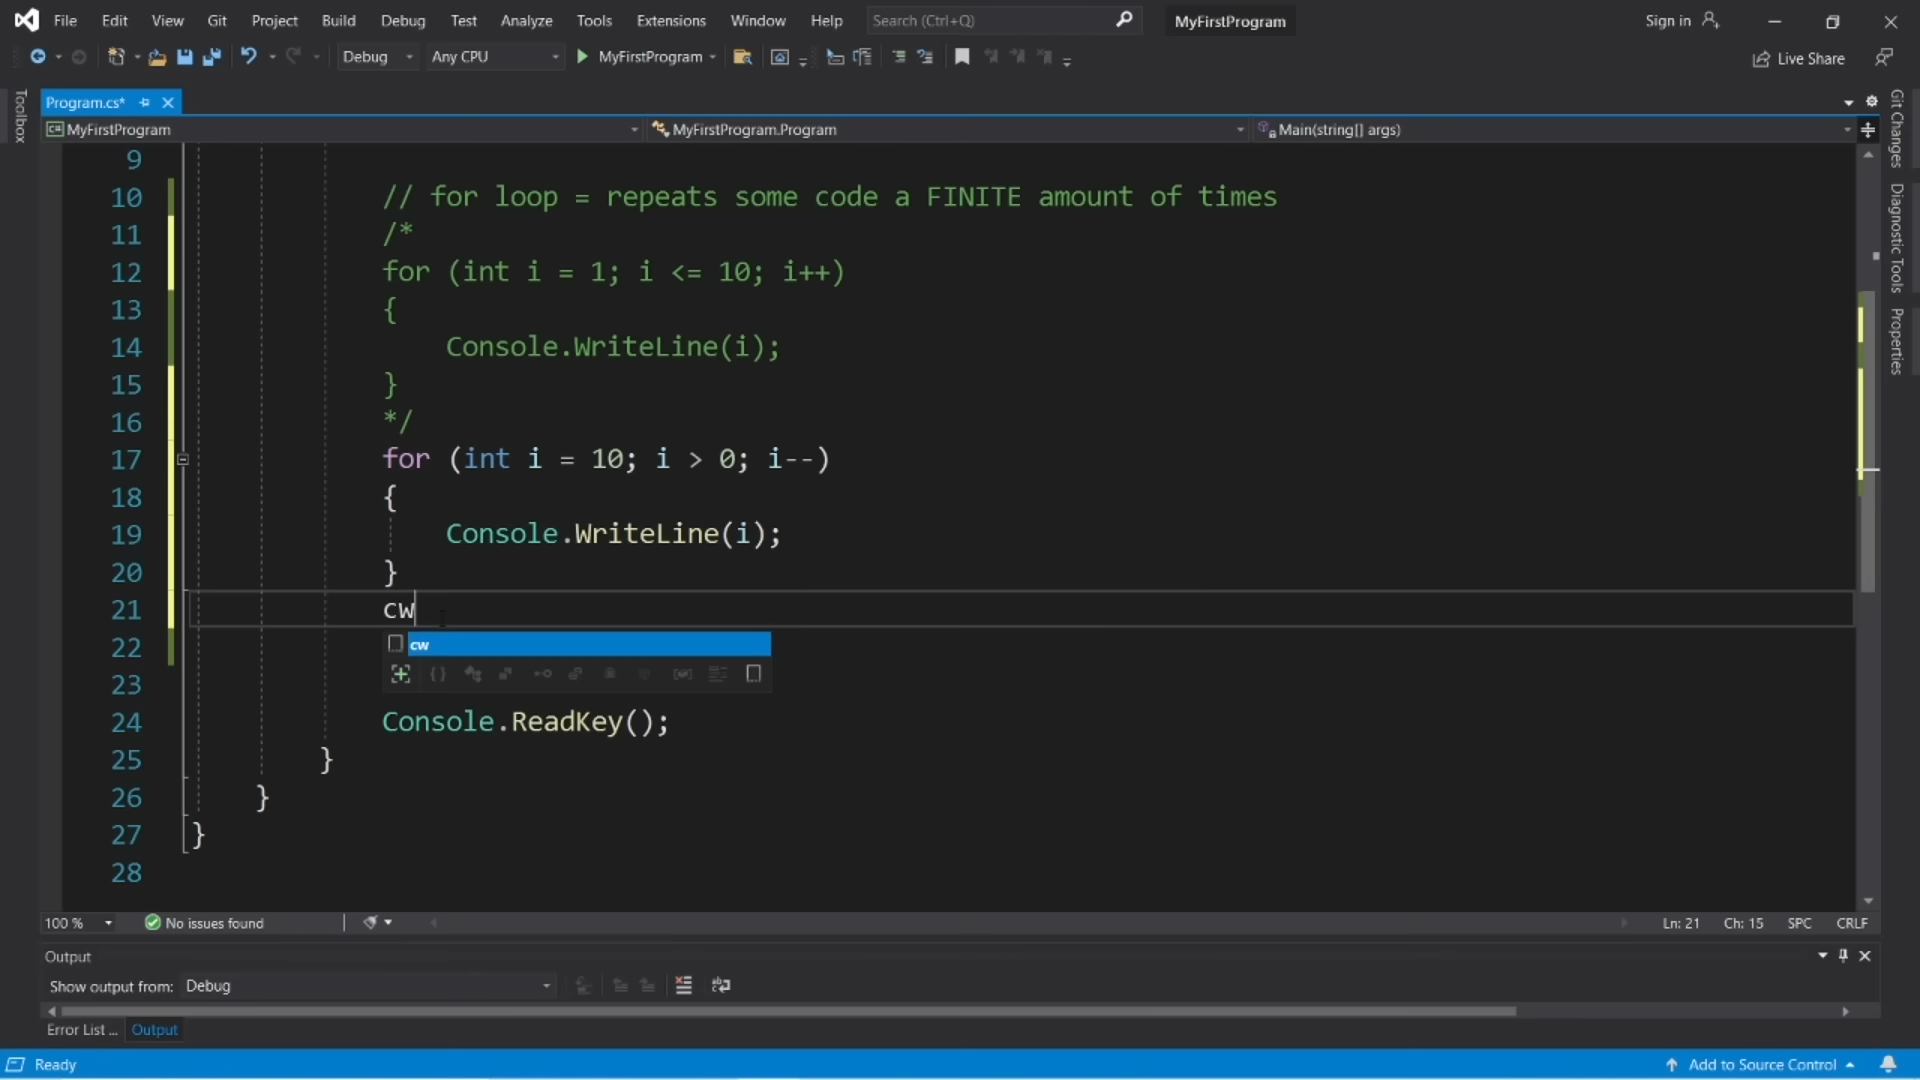 File Edit View Git Project Build Debug Test Analyze Tools Extensions Window Help Search (Ctrl+Q) MyFirstProgram Sign in
Debug Any CPU MyFirstProgram Live Share
Toolbox
Program.cs*
MyFirstProgram MyFirstProgram.Program Main(string[] args)
9
10 // for loop = repeats some code a FINITE amount of times
11 /*
12 for (int i = 1; i <= 10; i++)
13 {
14 Console.WriteLine(i);
15 }
16 */
17 for (int i = 10; i > 0; i--)
18 {
19 Console.WriteLine(i);
20 }
21 cw
cw
22
23
24 Console.ReadKey();
25 }
26 }
27 }
28
Git Changes
Diagnostic Tools
Properties
100 % No issues found Ln: 21 Ch: 15 SPC CRLF
Output
Show output from: Debug
Error List ... Output
Ready Add to Source Control